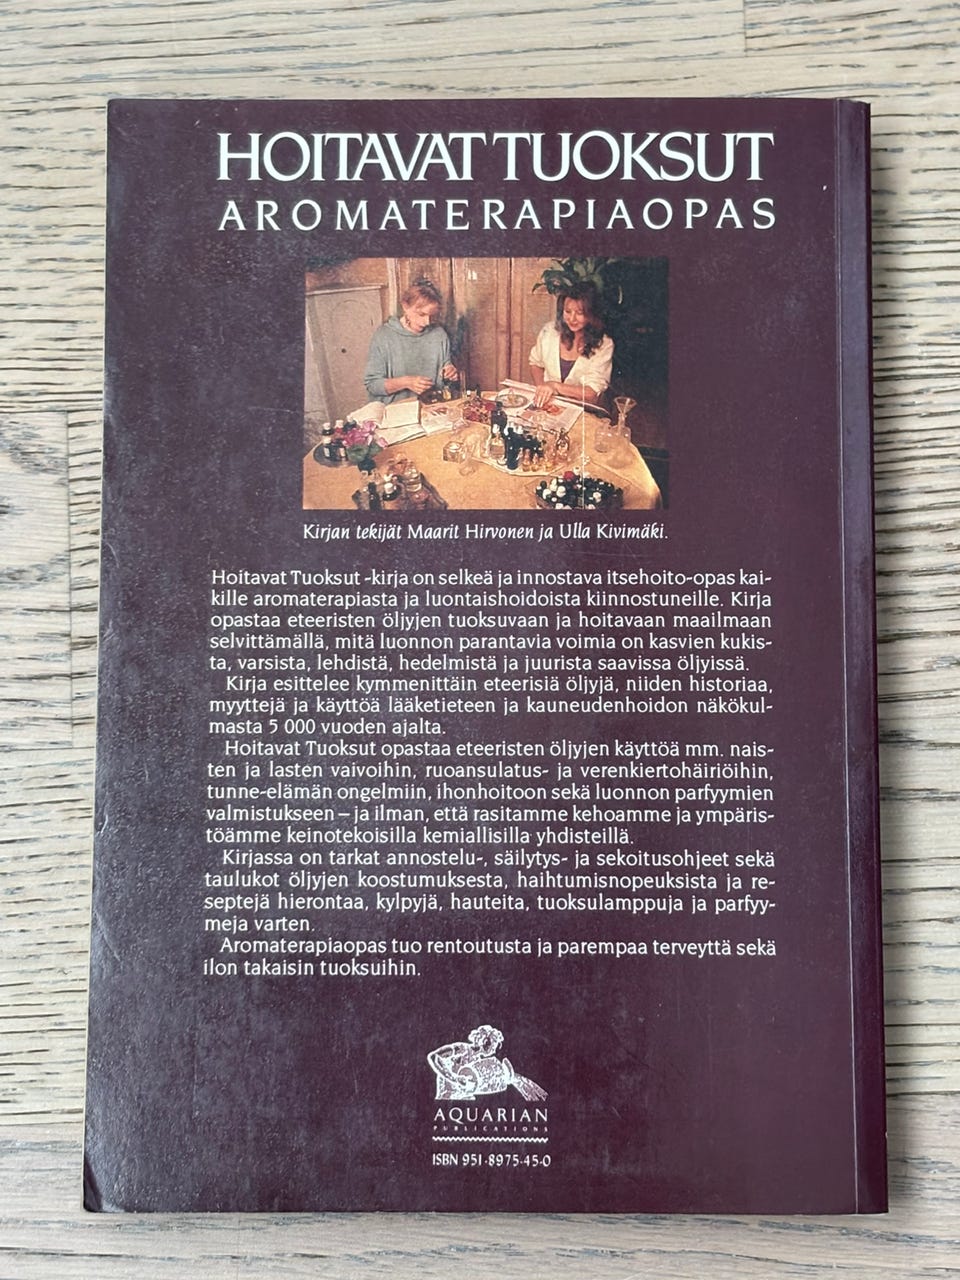 HOITAVAT TUOKSUT
AROMATERAPIAOPAS
Kirjan tekijät Maarit Hirvonen ja Ulla Kivimäki.
Hoitavat Tuoksut -kirja on selkeä ja innostava itsehoito-opas kai-
kille aromaterapiasta ja luontaishoidoista kiinnostuneille. Kirja
opastaa eteeristen öljyjen tuoksuvaan ja hoitavaan maailmaan
selvittämällä, mitä luonnon parantavia voimia on kasvien kukis-
ta, varsista, lehdistä, hedelmistä ja juurista saavissa öljyissä.
Kirja esittelee kymmenittäin eteerisiä öljyjä, niiden historiaa,
myyttejä ja käyttöä lääketieteen ja kauneudenhoidon näkökul-
masta 5 000 vuoden ajalta.
Hoitavat Tuoksut opastaa eteeristen öljyjen käyttöä mm. nais-
ten ja lasten vaivoihin, ruoansulatus- ja verenkiertohäiriöihin,
tunne-elämän ongelmiin, ihonhoitoon sekä luonnon parfyymien
valmistukseen – ja ilman, että rasitamme kehoamme ja ympäris-
töämme keinotekoisilla kemiallisilla yhdisteillä.
Kirjassa on tarkat annostelu-, säilytys- ja sekoitusohjeet sekä
taulukot öljyjen koostumuksesta, haihtumisnopeuksista ja re-
septejä hierontaa, kylpyjä, hauteita, tuoksulamppuja ja parfyy-
meja varten.
Aromaterapiaopas tuo rentoutusta ja parempaa terveyttä sekä
ilon takaisin tuoksuihin.
AQUARIAN
PUBLICATIONS
ISBN 951-8975-45-0